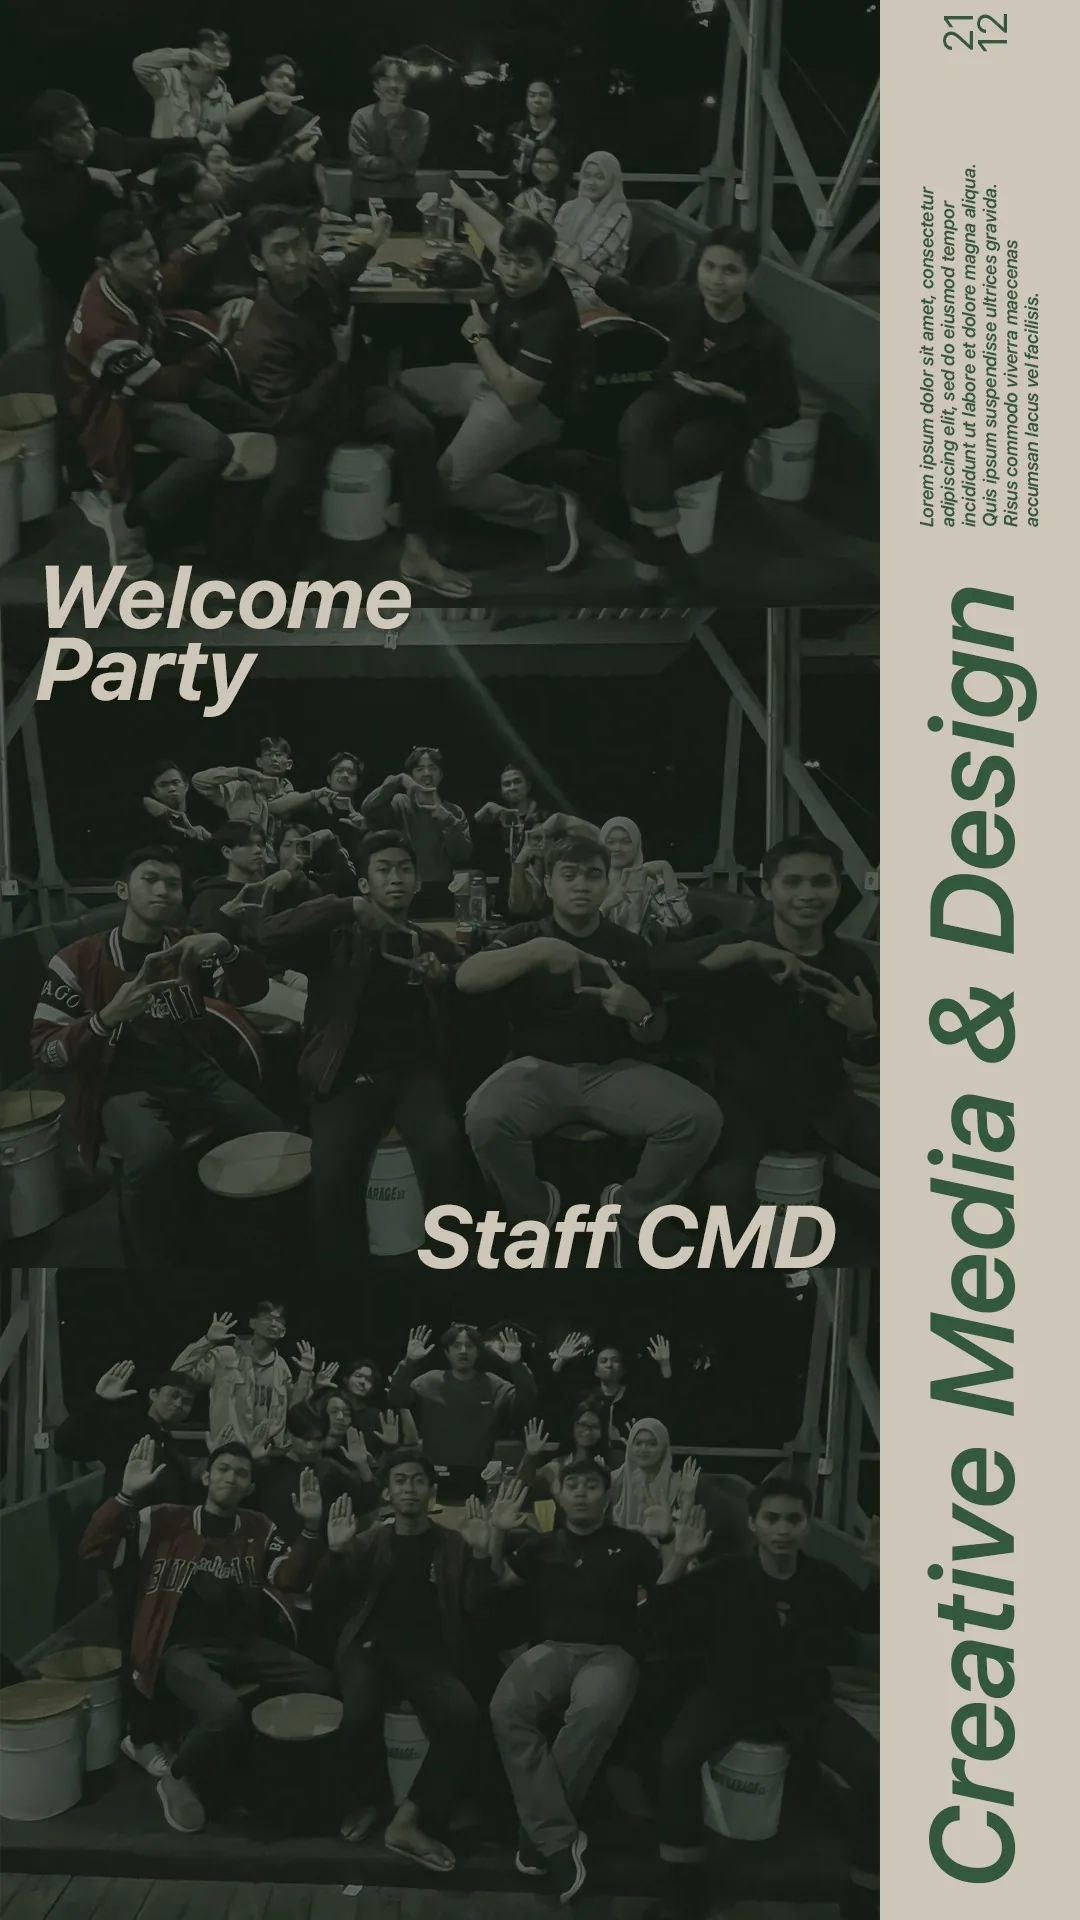 Welcome
Party
Staff CMD
21
12
Lorem ipsum dolor sit amet, consectetur
adipiscing elit, sed do eiusmod tempor
incididunt ut labore et dolore magna aliqua.
Quis ipsum suspendisse ultrices gravida.
Risus commodo viverra maecenas
accumsan lacus vel facilisis.
Creative Media & Design
AGO